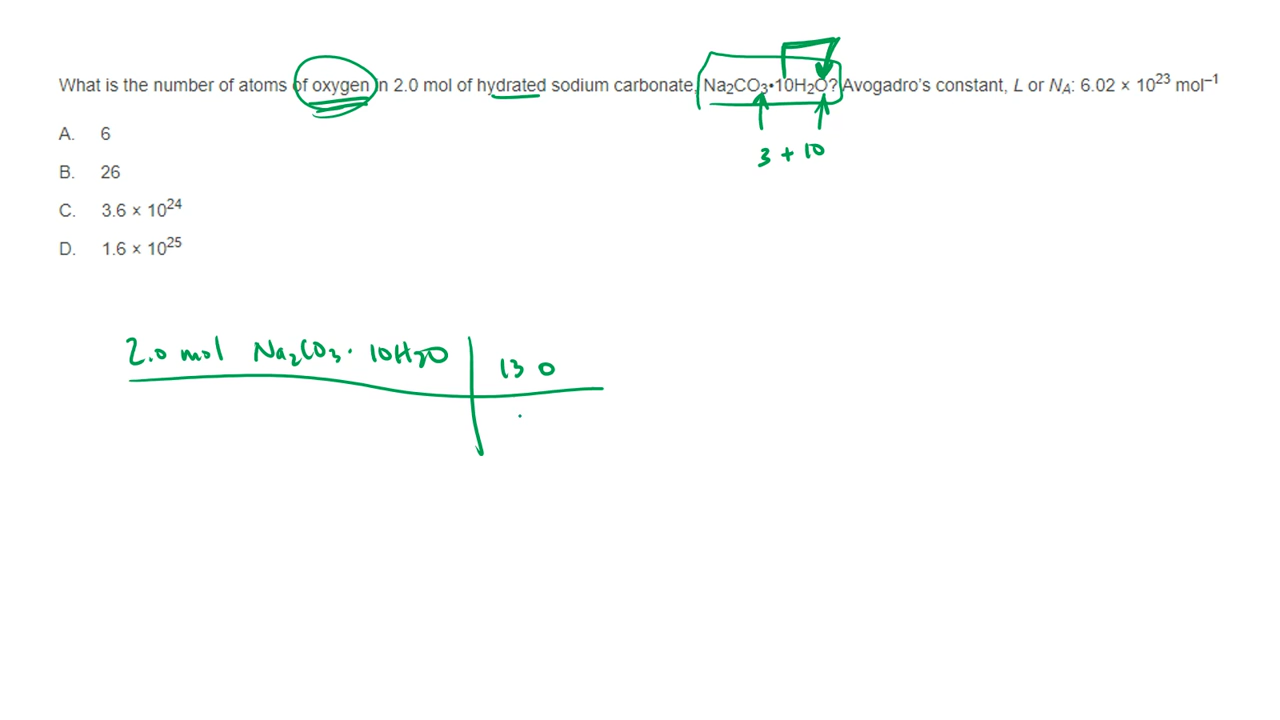 What is the number of atoms of oxygen in 2.0 mol of hydrated sodium carbonate, Na₂CO₃•10H₂O? Avogadro's constant, L or N_A: 6.02 × 10²³ mol⁻¹
3 + 10
A. 6
B. 26
C. 3.6 × 10²⁴
D. 1.6 × 10²⁵
2.0 mol Na₂CO₃ · 10H₂O 13 O